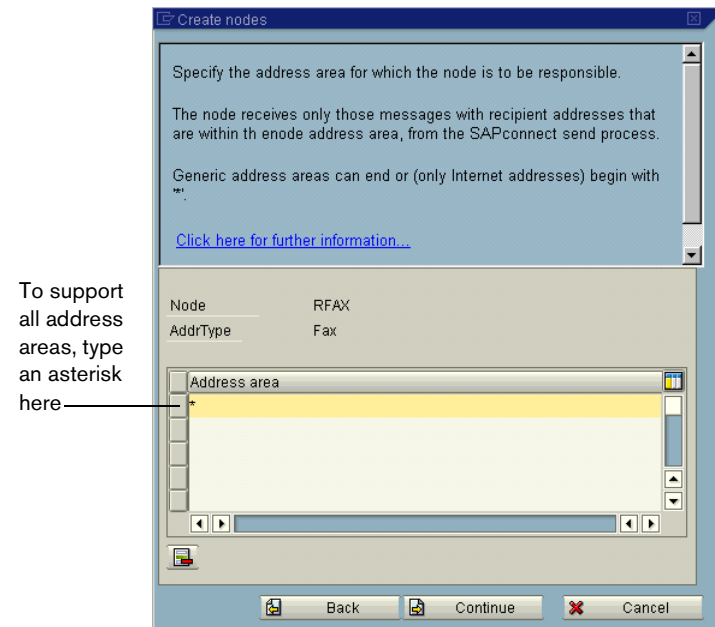 Create nodes
Specify the address area for which the node is to be responsible.
The node receives only those messages with recipient addresses that
are within th enode address area, from the SAPconnect send process.
Generic address areas can end or (only Internet addresses) begin with
'*'.
Click here for further information...
To support
all address
areas, type
an asterisk
here
Node RFAX
AddrType Fax
Address area
*
Back Continue Cancel